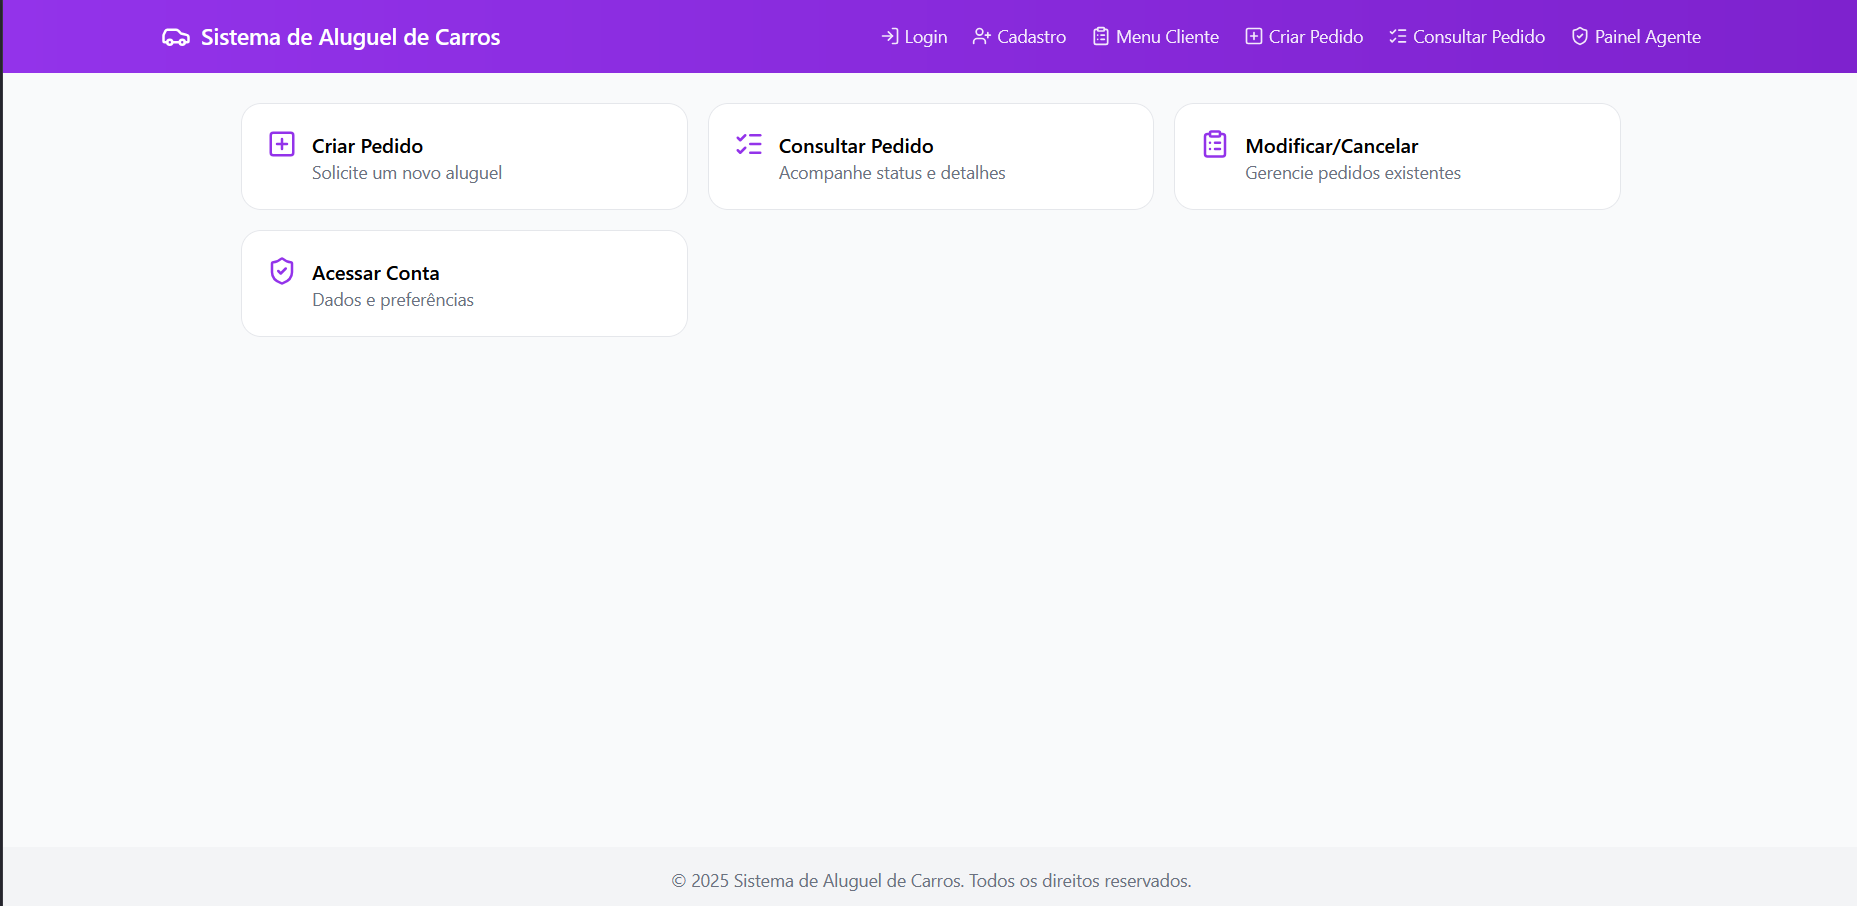 Sistema de Aluguel de Carros
Login
Cadastro
Menu Cliente
Criar Pedido
Consultar Pedido
Painel Agente
Criar Pedido
Solicite um novo aluguel
Consultar Pedido
Acompanhe status e detalhes
Modificar/Cancelar
Gerencie pedidos existentes
Acessar Conta
Dados e preferências
© 2025 Sistema de Aluguel de Carros. Todos os direitos reservados.